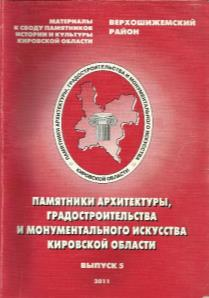 МАТЕРИАЛЫ
К СВОДУ ПАМЯТНИКОВ
ИСТОРИИ И КУЛЬТУРЫ
КИРОВСКОЙ ОБЛАСТИ
ВЕРХОШИЖЕМСКИЙ
РАЙОН
ПАМЯТНИКИ АРХИТЕКТУРЫ, ГРАДОСТРОИТЕЛЬСТВА И МОНУМЕНТАЛЬНОГО ИСКУССТВА
КИРОВСКОЙ ОБЛАСТИ
ПАМЯТНИКИ АРХИТЕКТУРЫ,
ГРАДОСТРОИТЕЛЬСТВА
И МОНУМЕНТАЛЬНОГО ИСКУССТВА
КИРОВСКОЙ ОБЛАСТИ
ВЫПУСК 5
2011